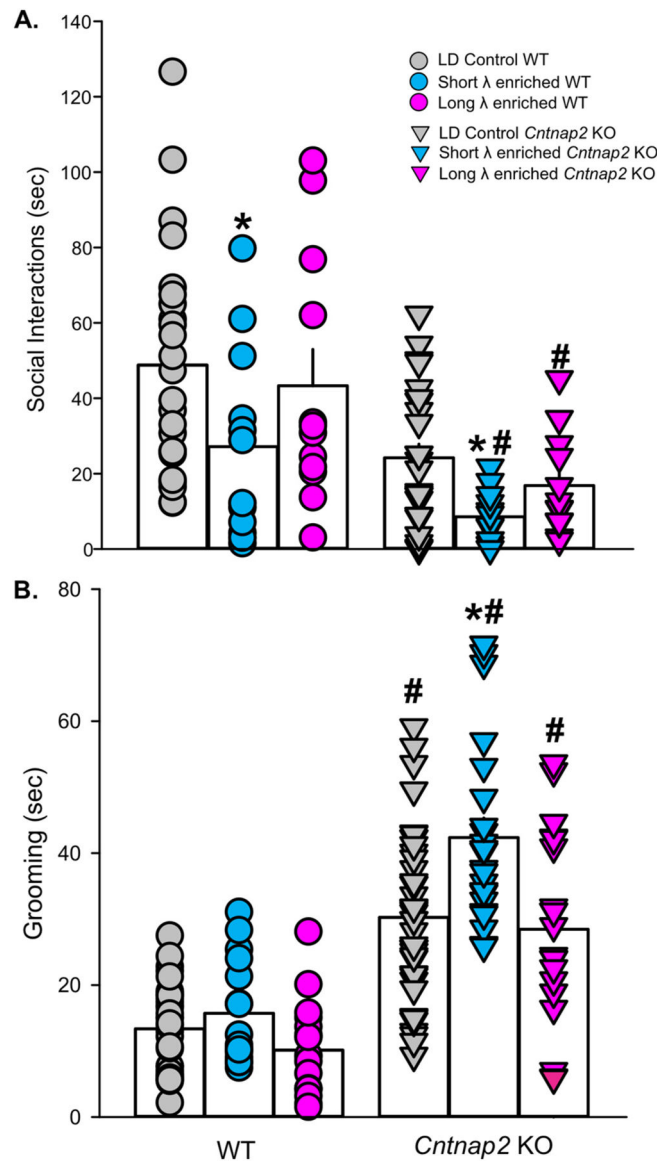 A.
140
120
100
80
60
40
20
0
Social Interactions (sec)
LD Control WT
Short λ enriched WT
Long λ enriched WT
LD Control Cntnap2 KO
Short λ enriched Cntnap2 KO
Long λ enriched Cntnap2 KO
*
*#
#
B.
80
60
40
20
0
Grooming (sec)
#
*#
#
WT
Cntnap2 KO